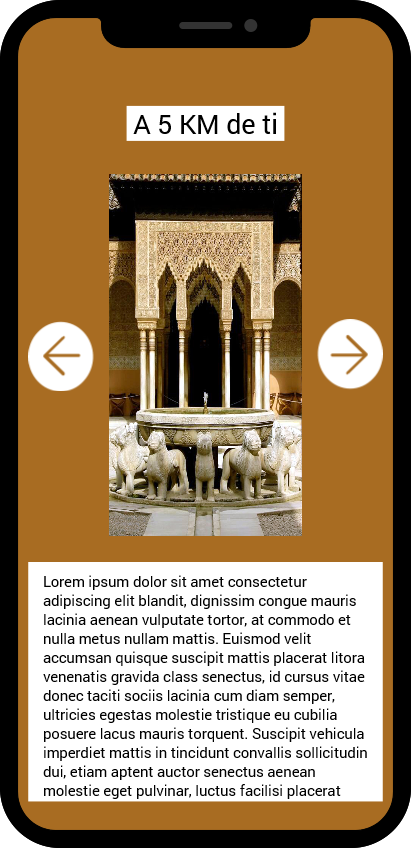 A 5 KM de ti
Lorem ipsum dolor sit amet consectetur
adipiscing elit blandit, dignissim congue mauris
lacinia aenean vulputate tortor, at commodo et
nulla metus nullam mattis. Euismod velit
accumsan quisque suscipit mattis placerat litora
venenatis gravida class senectus, id cursus vitae
donec taciti sociis lacinia cum diam semper,
ultricies egestas molestie tristique eu cubilia
posuere lacus mauris torquent. Suscipit vehicula
imperdiet mattis in tincidunt convallis sollicitudin
dui, etiam aptent auctor senectus aenean
molestie eget pulvinar, luctus facilisi placerat